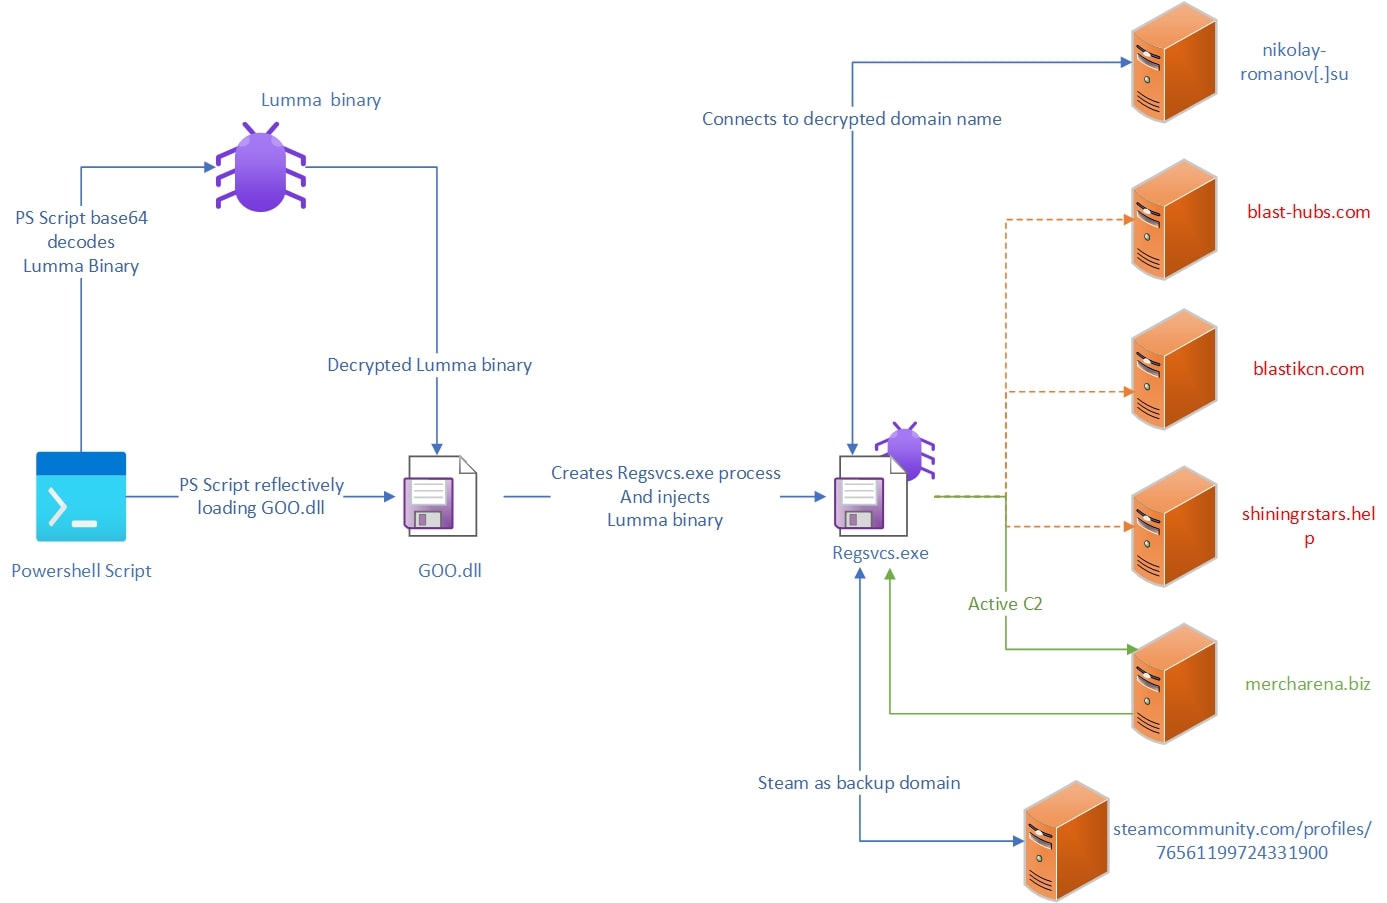 Lumma  binary
PS Script base64
decodes
Lumma Binary
Decrypted Lumma binary
PS Script reflectively
loading GOO.dll
Powershell Script
GOO.dll
Creates Regsvcs.exe process
And injects
Lumma binary
Regsvcs.exe
Connects to decrypted domain name
nikolay-
romanov[.]su
blast-hubs.com
blastikcn.com
shiningrstars.hel
p
Active C2
mercharena.biz
Steam as backup domain
steamcommunity.com/profiles/
76561199724331900